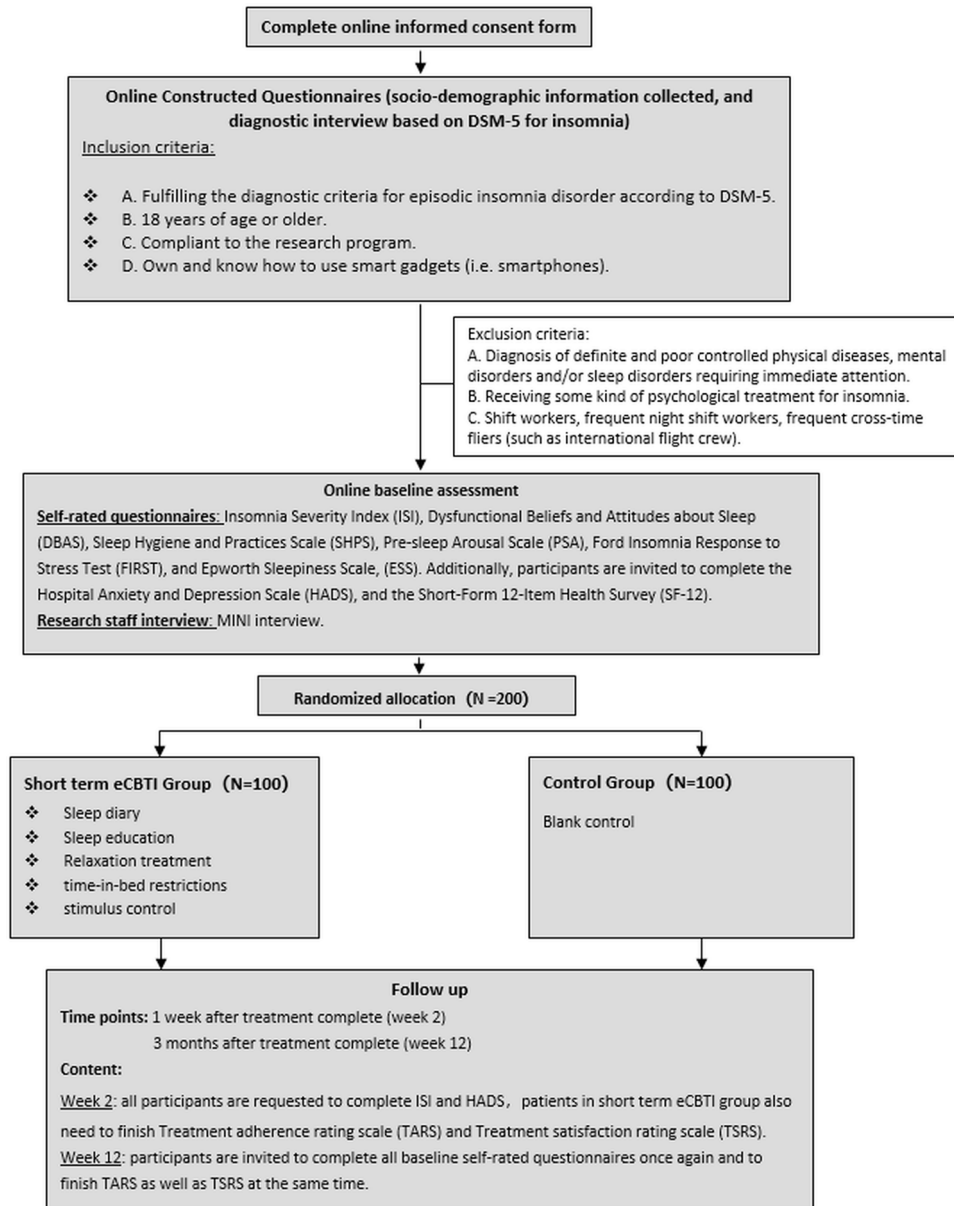 Complete online informed consent form
Online Constructed Questionnaires (socio-demographic information collected, and
diagnostic interview based on DSM-5 for insomnia)
Inclusion criteria:
❖ A. Fulfilling the diagnostic criteria for episodic insomnia disorder according to DSM-5.
❖ B. 18 years of age or older.
❖ C. Compliant to the research program.
❖ D. Own and know how to use smart gadgets (i.e. smartphones).
Exclusion criteria:
A. Diagnosis of definite and poor controlled physical diseases, mental
disorders and/or sleep disorders requiring immediate attention.
B. Receiving some kind of psychological treatment for insomnia.
C. Shift workers, frequent night shift workers, frequent cross-time
fliers (such as international flight crew).
Online baseline assessment
Self-rated questionnaires: Insomnia Severity Index (ISI), Dysfunctional Beliefs and Attitudes about Sleep
(DBAS), Sleep Hygiene and Practices Scale (SHPS), Pre-sleep Arousal Scale (PSA), Ford Insomnia Response to
Stress Test (FIRST), and Epworth Sleepiness Scale, (ESS). Additionally, participants are invited to complete the
Hospital Anxiety and Depression Scale (HADS), and the Short-Form 12-Item Health Survey (SF-12).
Research staff interview: MINI interview.
Randomized allocation（N =200）
Short term eCBTI Group（N=100）
❖ Sleep diary
❖ Sleep education
❖ Relaxation treatment
❖ time-in-bed restrictions
❖ stimulus control
Control Group（N=100）
Blank control
Follow up
Time points: 1 week after treatment complete (week 2)
3 months after treatment complete (week 12)
Content:
Week 2: all participants are requested to complete ISI and HADS，patients in short term eCBTI group also
need to finish Treatment adherence rating scale (TARS) and Treatment satisfaction rating scale (TSRS).
Week 12: participants are invited to complete all baseline self-rated questionnaires once again and to
finish TARS as well as TSRS at the same time.